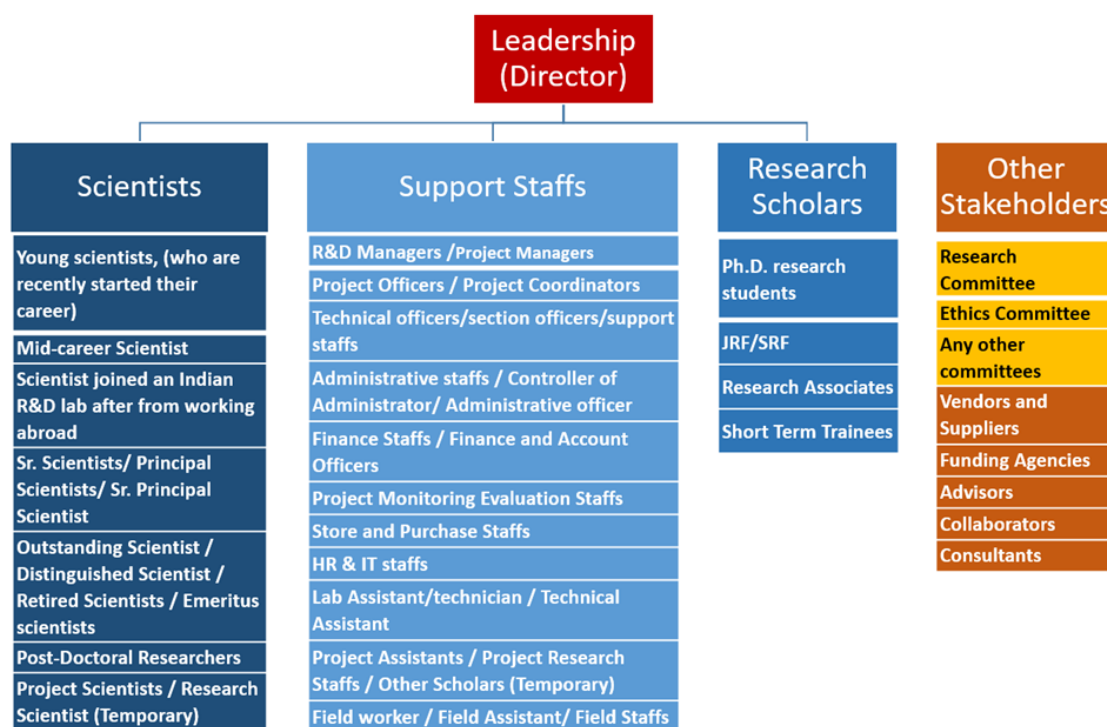 Leadership
(Director)
Scientists
Young scientists, (who are
recently started their
career)
Mid-career Scientist
Scientist joined an Indian
R&D lab after from working
abroad
Sr. Scientists/ Principal
Scientists/ Sr. Principal
Scientist
Outstanding Scientist /
Distinguished Scientist /
Retired Scientists / Emeritus
scientists
Post-Doctoral Researchers
Project Scientists / Research
Scientist (Temporary)
Support Staffs
R&D Managers /Project Managers
Project Officers / Project Coordinators
Technical officers/section officers/support
staffs
Administrative staffs / Controller of
Administrator/ Administrative officer
Finance Staffs / Finance and Account
Officers
Project Monitoring Evaluation Staffs
Store and Purchase Staffs
HR & IT staffs
Lab Assistant/technician / Technical
Assistant
Project Assistants / Project Research
Staffs / Other Scholars (Temporary)
Field worker / Field Assistant/ Field Staffs
Research
Scholars
Ph.D. research
students
JRF/SRF
Research Associates
Short Term Trainees
Other
Stakeholders
Research
Committee
Ethics Committee
Any other
committees
Vendors and
Suppliers
Funding Agencies
Advisors
Collaborators
Consultants